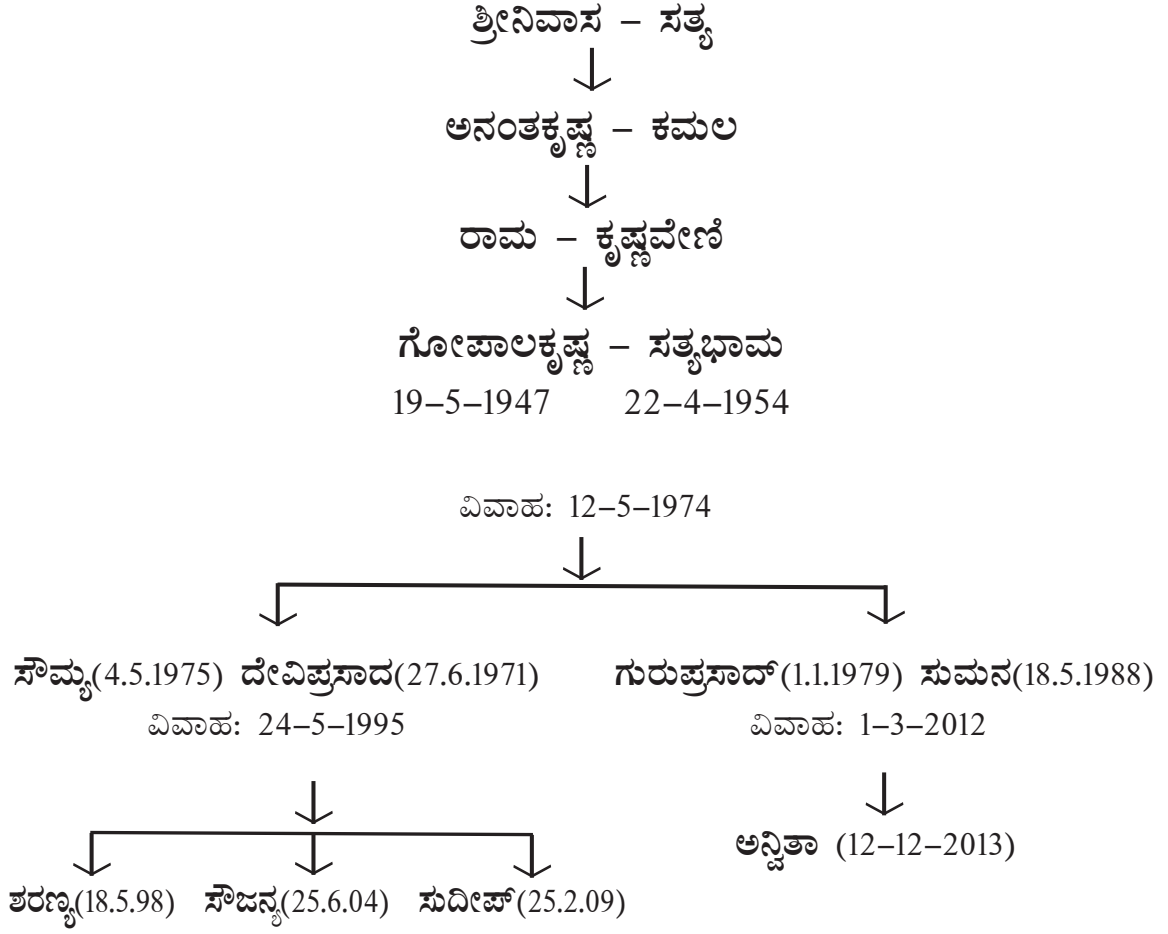 ಶ್ರೀನಿವಾಸ – ಸತ್ಯ
ಅನಂತಕೃಷ್ಣ – ಕಮಲ
ರಾಮ – ಕೃಷ್ಣವೇಣಿ
ಗೋಪಾಲಕೃಷ್ಣ – ಸತ್ಯಭಾಮ
19–5–1947 22–4–1954
ವಿವಾಹ: 12–5–1974
ಸೌಮ್ಯ(4.5.1975) ದೇವಿಪ್ರಸಾದ(27.6.1971) ಗುರುಪ್ರಸಾದ್(1.1.1979) ಸುಮನ(18.5.1988)
ವಿವಾಹ: 24–5–1995 ವಿವಾಹ: 1–3–2012
ಅನ್ವಿತಾ (12–12–2013)
ಶರಣ್ಯ(18.5.98) ಸೌಜನ್ಯ(25.6.04) ಸುದೀಪ್(25.2.09)